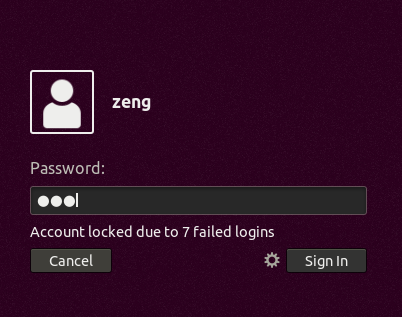 zeng
Password:
Account locked due to 7 failed logins
Cancel
Sign In